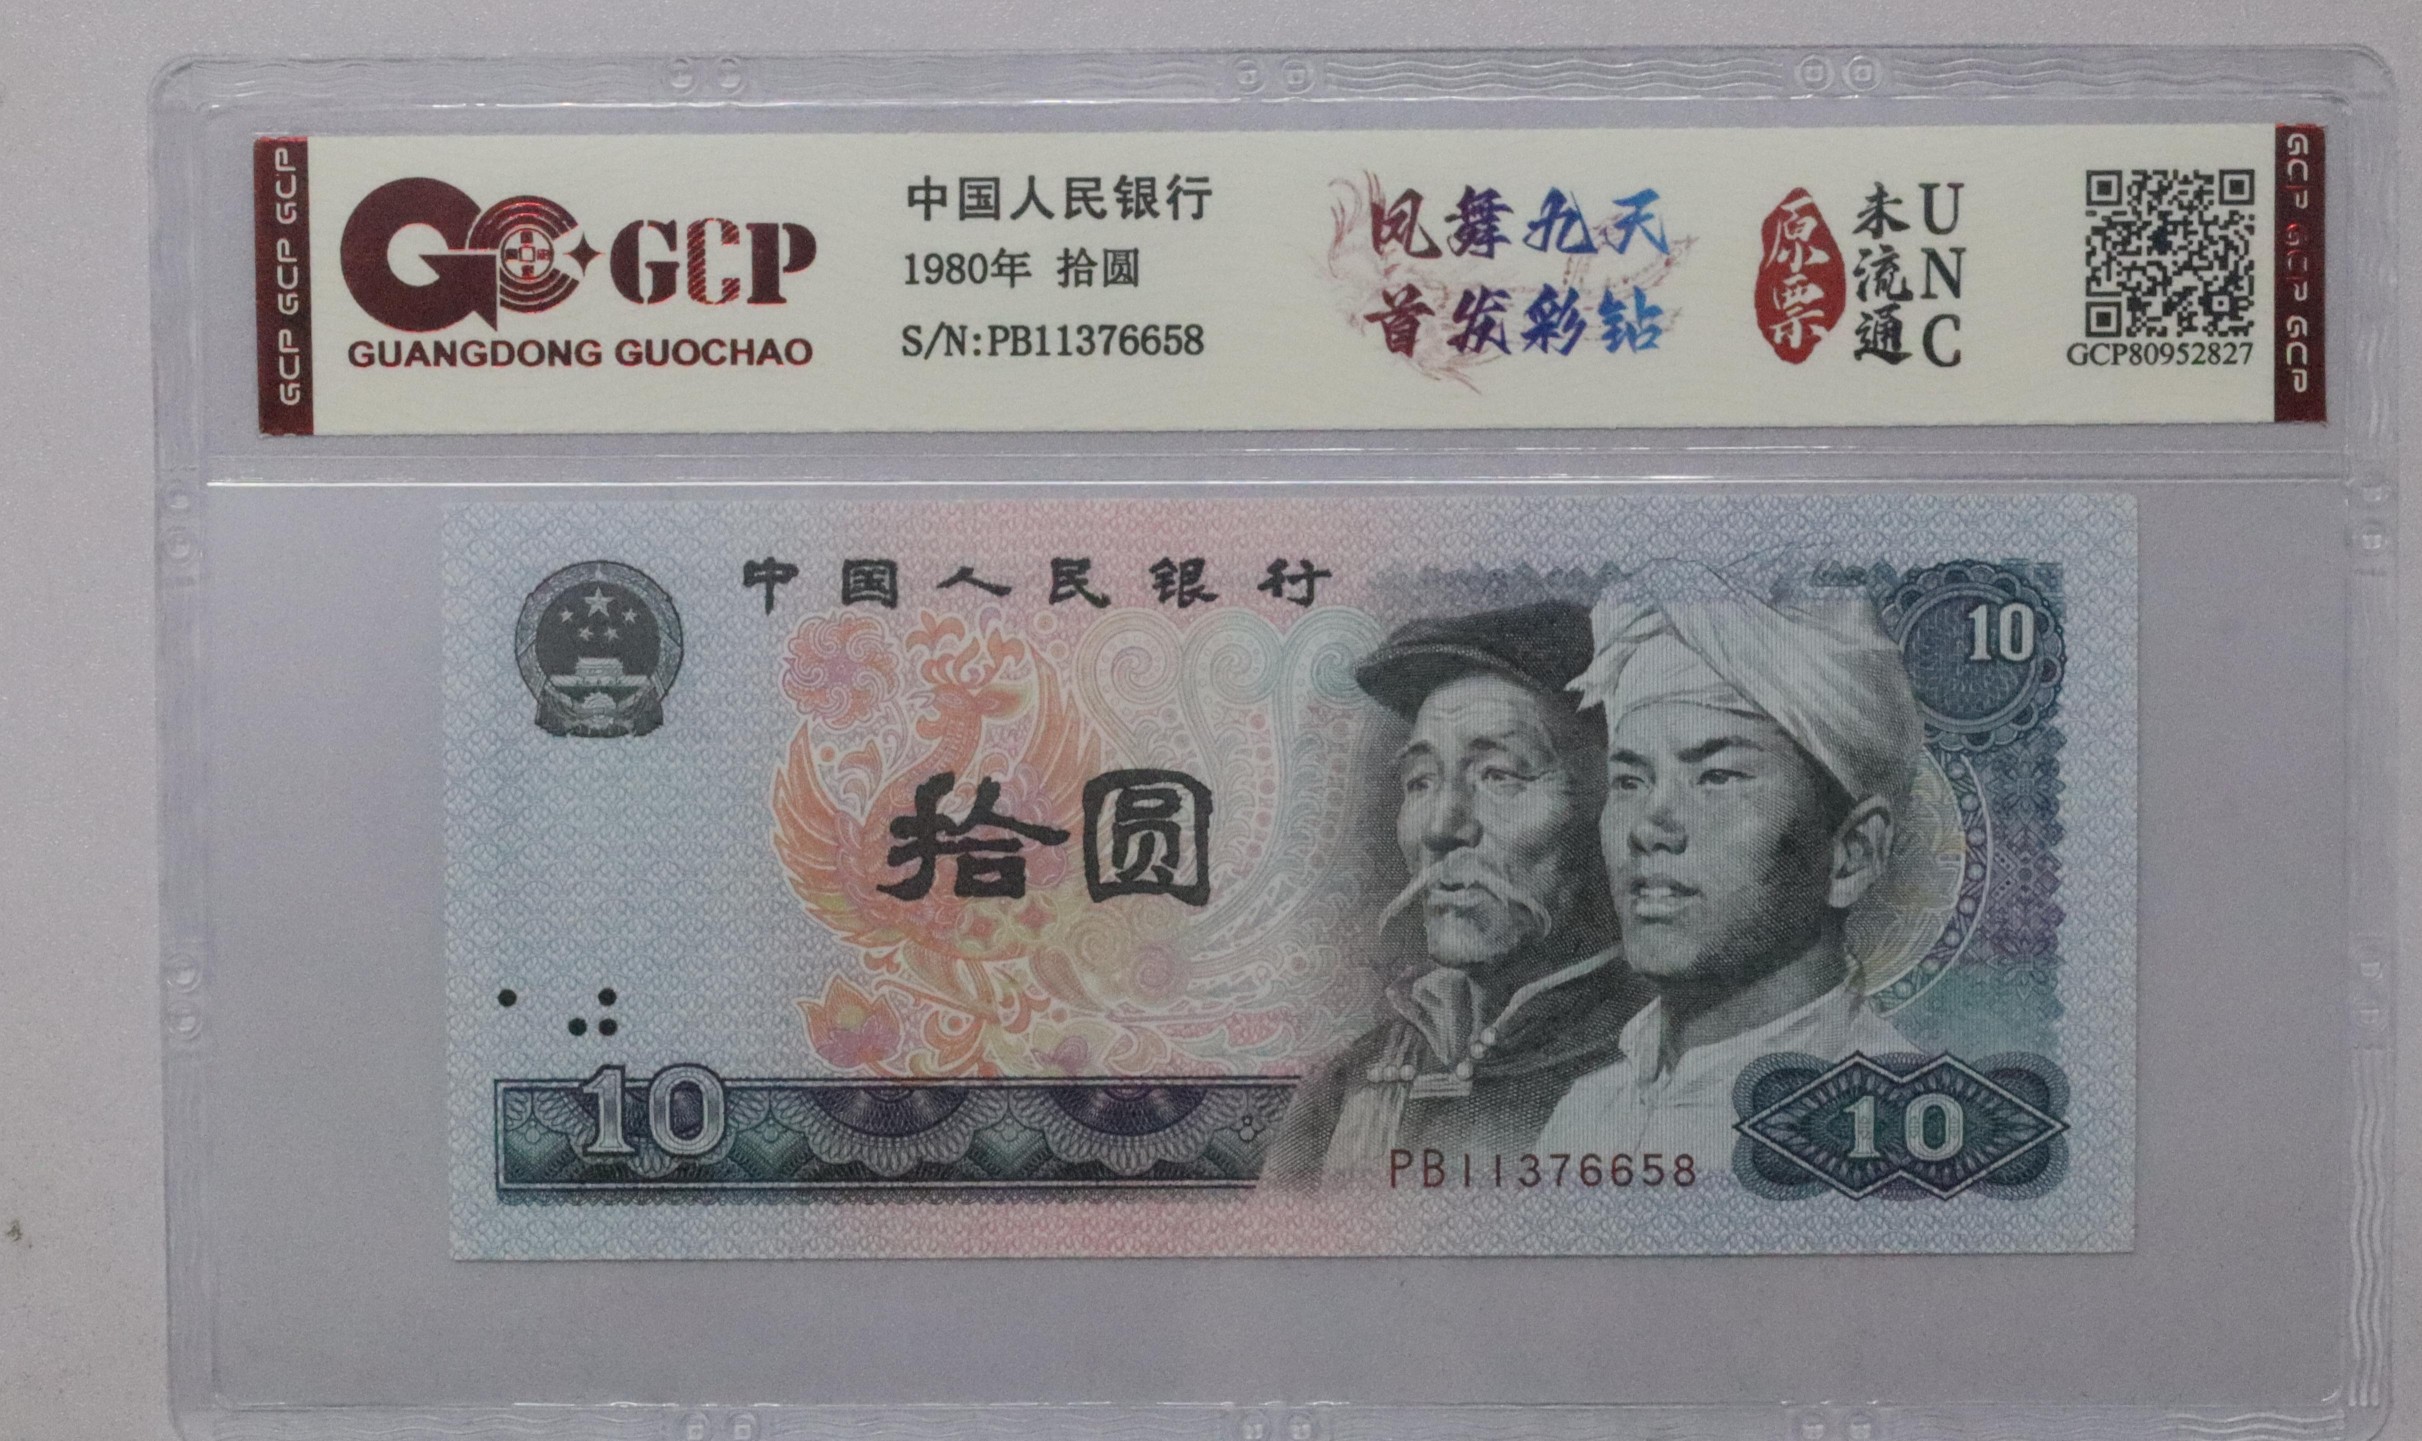 GCP GCP GCP
GCP
GUANGDONG GUOCHAO
中国人民银行
1980年 拾圆
S/N:PB11376658
凤舞九天
首发彩钻
原票
未流通
UNC
GCP80952827
GCP GCP GCP
中国人民银行
10
拾圆
10
PB11376658
10